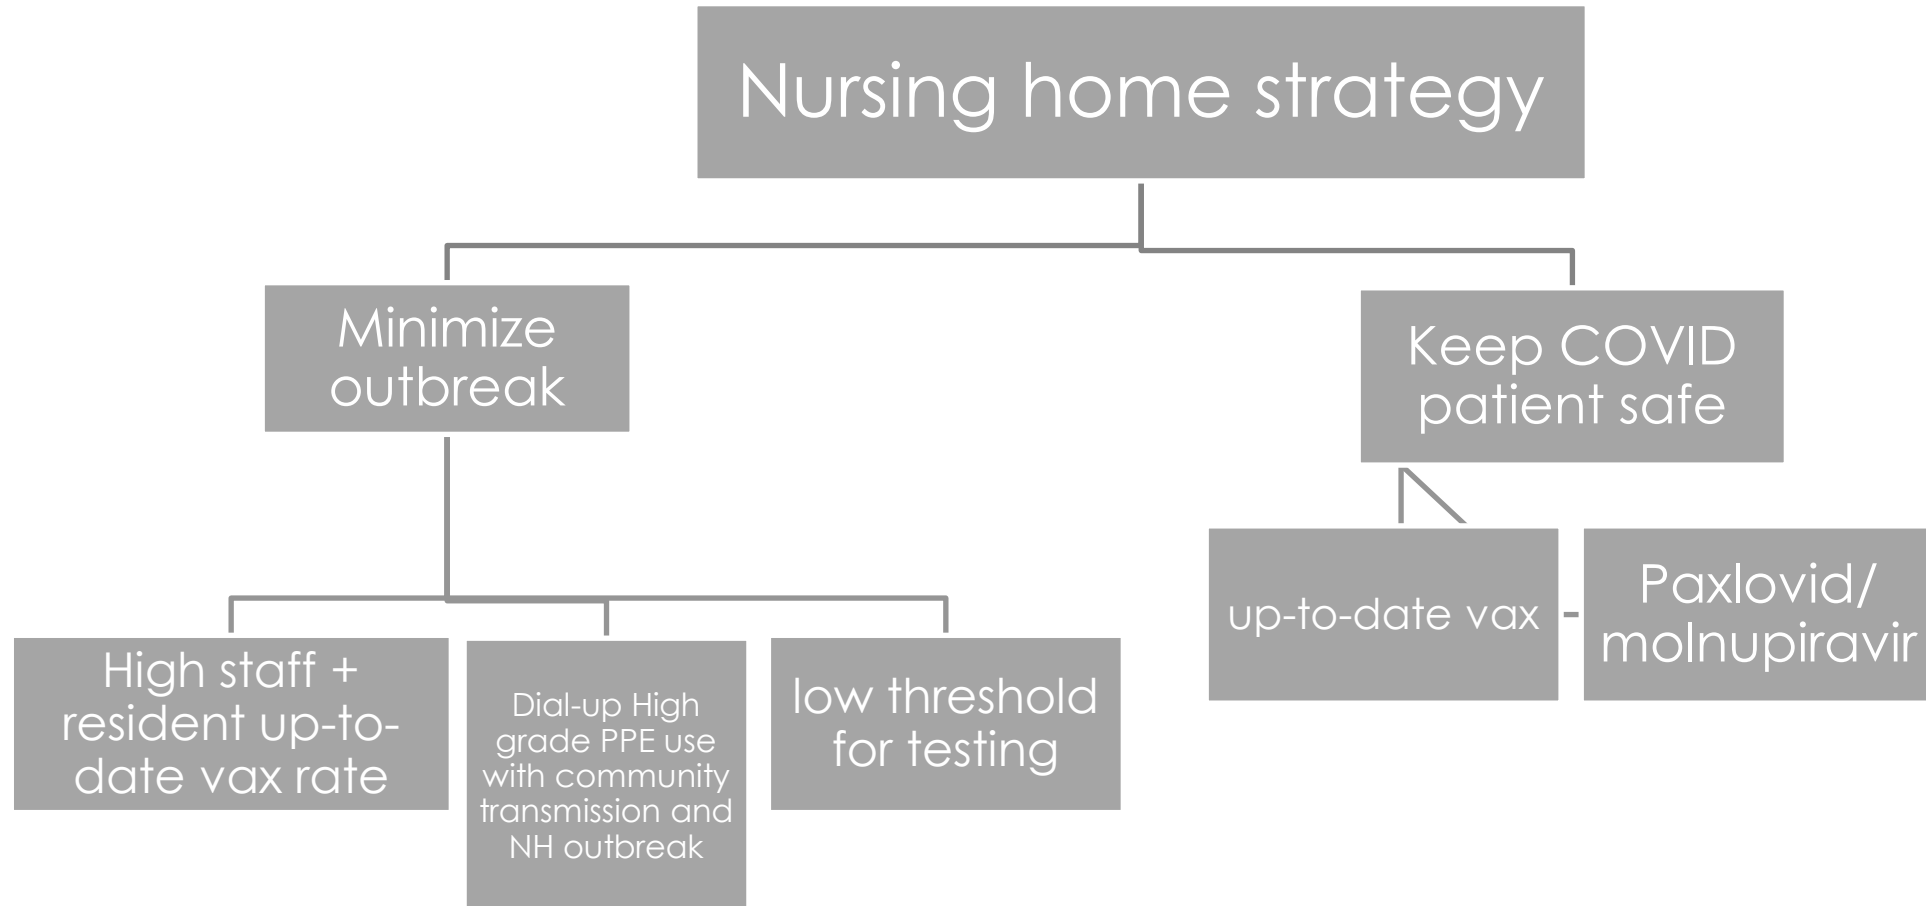 Nursing home strategy
Minimize
outbreak
Keep COVID
patient safe
High staff +
resident up-to-
date vax rate
Dial-up High
grade PPE use
with community
transmission and
NH outbreak
low threshold
for testing
up-to-date vax
Paxlovid/
molnupiravir